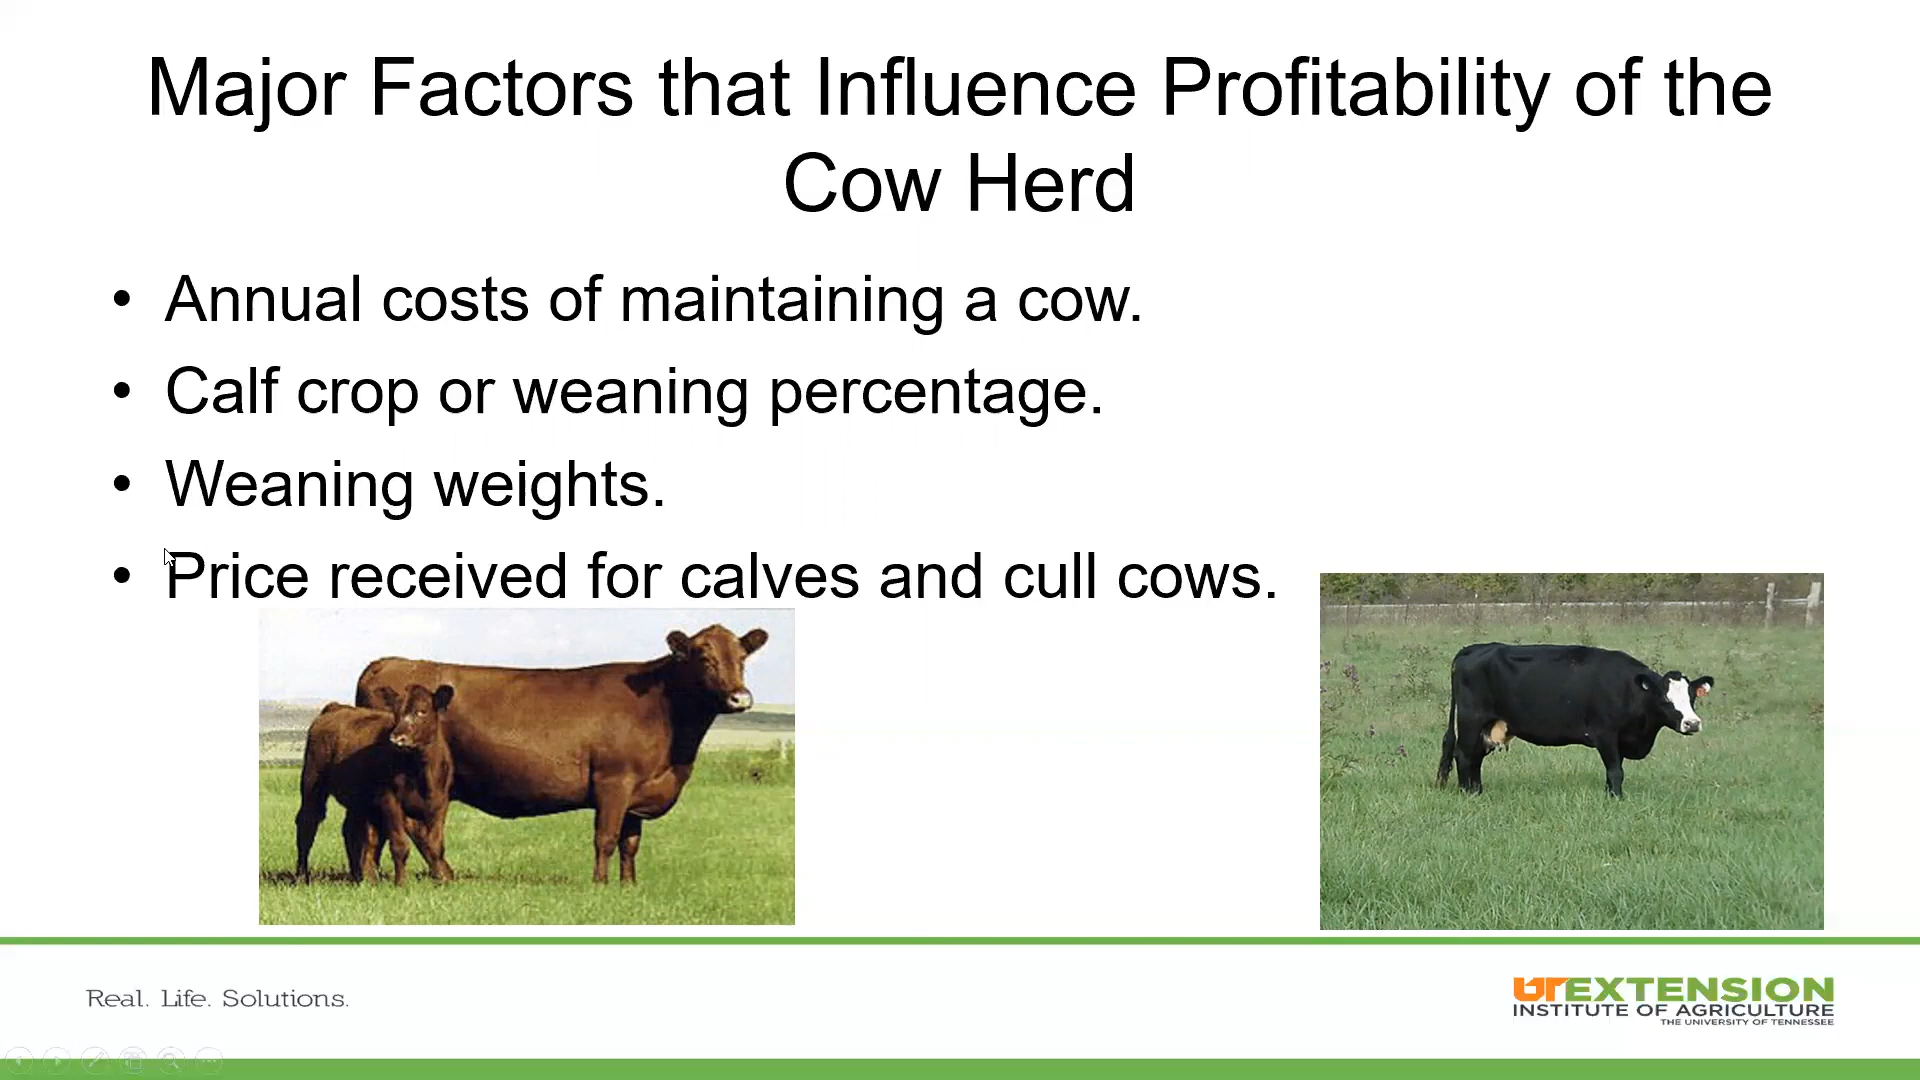 Major Factors that Influence Profitability of the
Cow Herd
• Annual costs of maintaining a cow.
• Calf crop or weaning percentage.
• Weaning weights.
• Price received for calves and cull cows.
Real. Life. Solutions.
UTEXTENSION
INSTITUTE OF AGRICULTURE
THE UNIVERSITY OF TENNESSEE